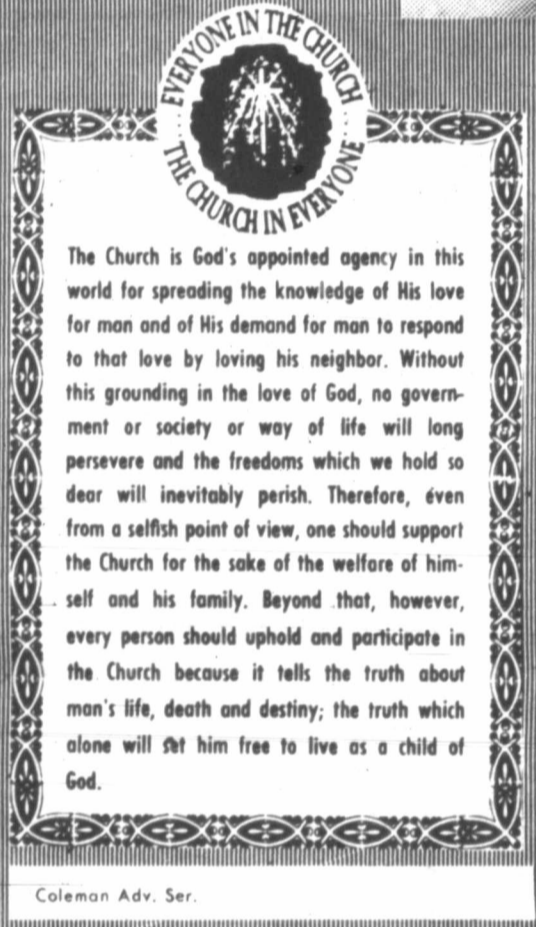 EVERYONE IN THE CHURCH
THE CHURCH IN EVERYONE
The Church is God's appointed agency in this
world for spreading the knowledge of His love
for man and of His demand for man to respond
to that love by loving his neighbor. Without
this grounding in the love of God, no govern-
ment or society or way of life will long
persevere and the freedoms which we hold so
dear will inevitably perish. Therefore, even
from a selfish point of view, one should support
the Church for the sake of the welfare of him-
self and his family. Beyond that, however,
every person should uphold and participate in
the Church because it tells the truth about
man's life, death and destiny; the truth which
alone will set him free to live as a child of
God.
Coleman Adv. Ser.